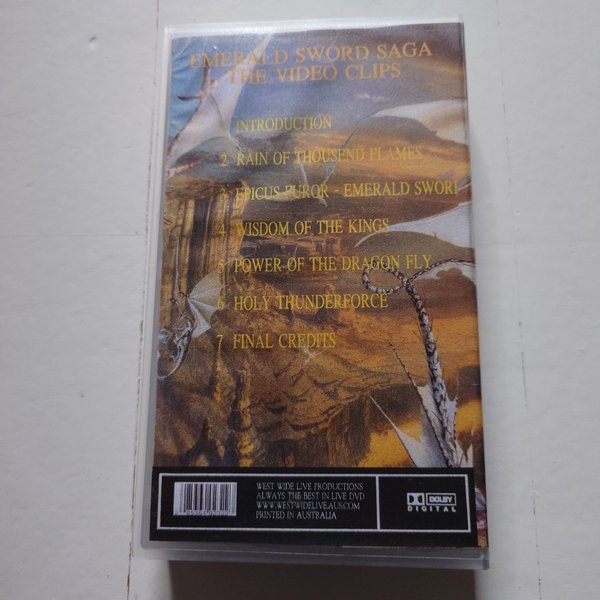 EMERALD SWORD SAGA
THE VIDEO CLIPS
1 INTRODUCTION
2 RAIN OF THOUSEND FLAMES
3 EPICUS FUROR - EMERALD SWORD
4 WISDOM OF THE KINGS
5 POWER OF THE DRAGON FLY
6 HOLY THUNDERFORCE
7 FINAL CREDITS
WEST WIDE LIVE PRODUCTIONS
ALWAYS THE BEST IN LIVE DVD
WWW.WESTWIDELIVEAUS.COM
PRINTED IN AUSTRALIA
DOLBY
DIGITAL